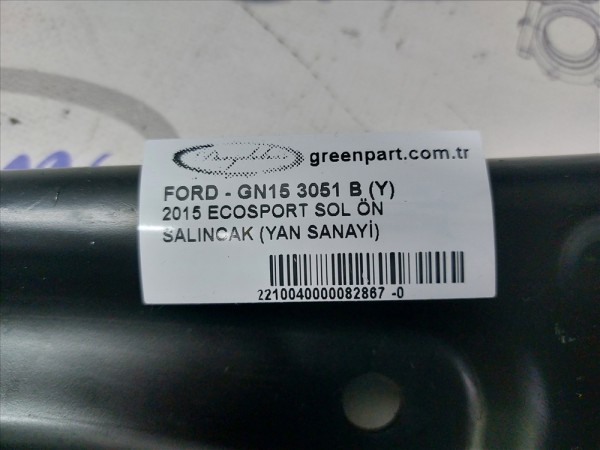 greenpart.com.tr
FORD - GN15 3051 B (Y)
2015 ECOSPORT SOL ÖN
SALINCAK (YAN SANAYİ)
2210040000082867 -0